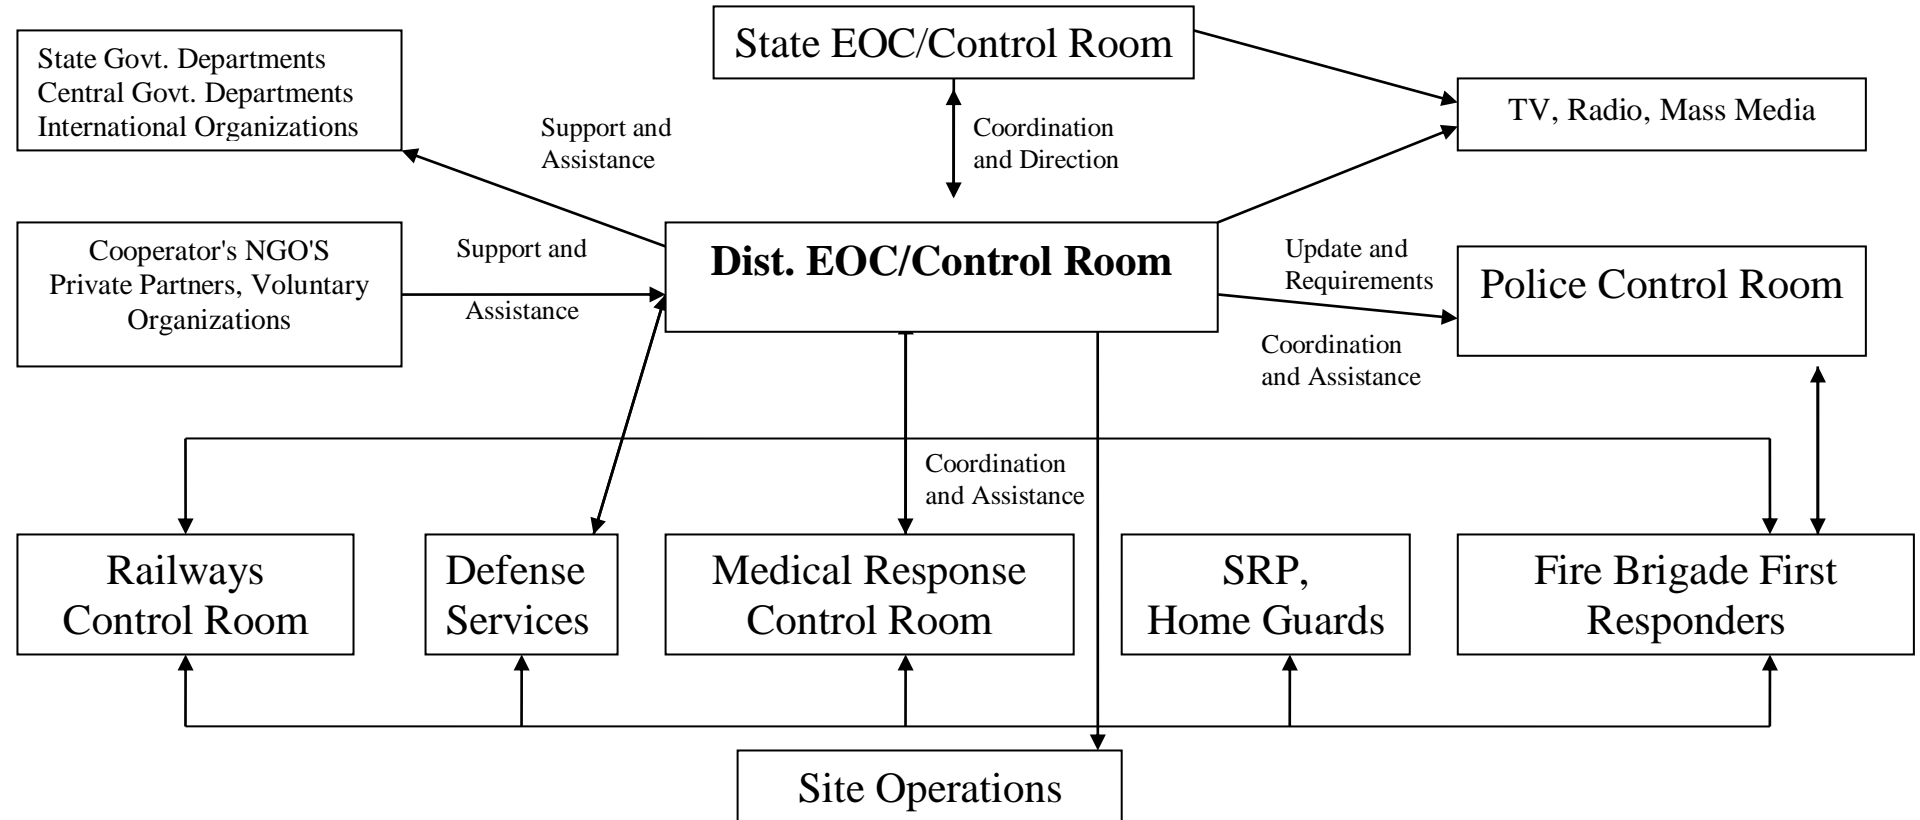 State EOC/Control Room
State Govt. Departments
Central Govt. Departments
International Organizations
TV, Radio, Mass Media
Support and
Assistance
Coordination
and Direction
Cooperator's NGO'S
Private Partners, Voluntary
Organizations
Support and
Assistance
Dist. EOC/Control Room
Update and
Requirements
Police Control Room
Coordination
and Assistance
Coordination
and Assistance
Railways
Control Room
Defense
Services
Medical Response
Control Room
SRP,
Home Guards
Fire Brigade First
Responders
Site Operations